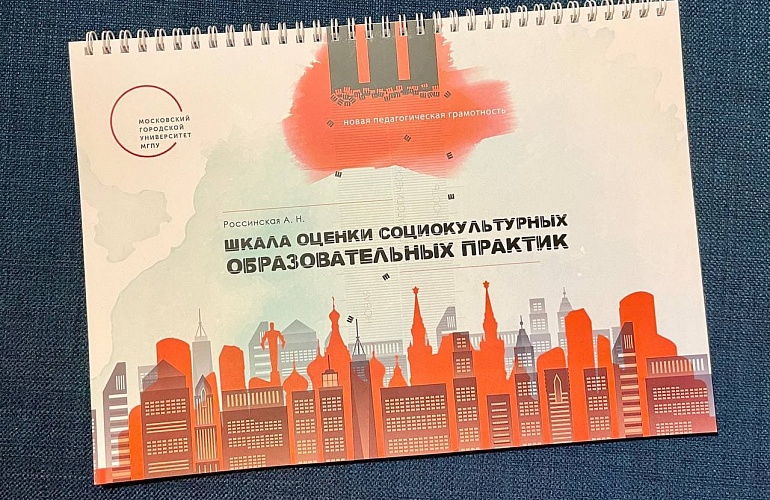 Ш
новая педагогическая грамотность
МОСКОВСКИЙ
ГОРОДСКОЙ
УНИВЕРСИТЕТ
МГПУ
Россинская А. Н.
ШКАЛА ОЦЕНКИ СОЦИОКУЛЬТУРНЫХ
ОБРАЗОВАТЕЛЬНЫХ ПРАКТИК